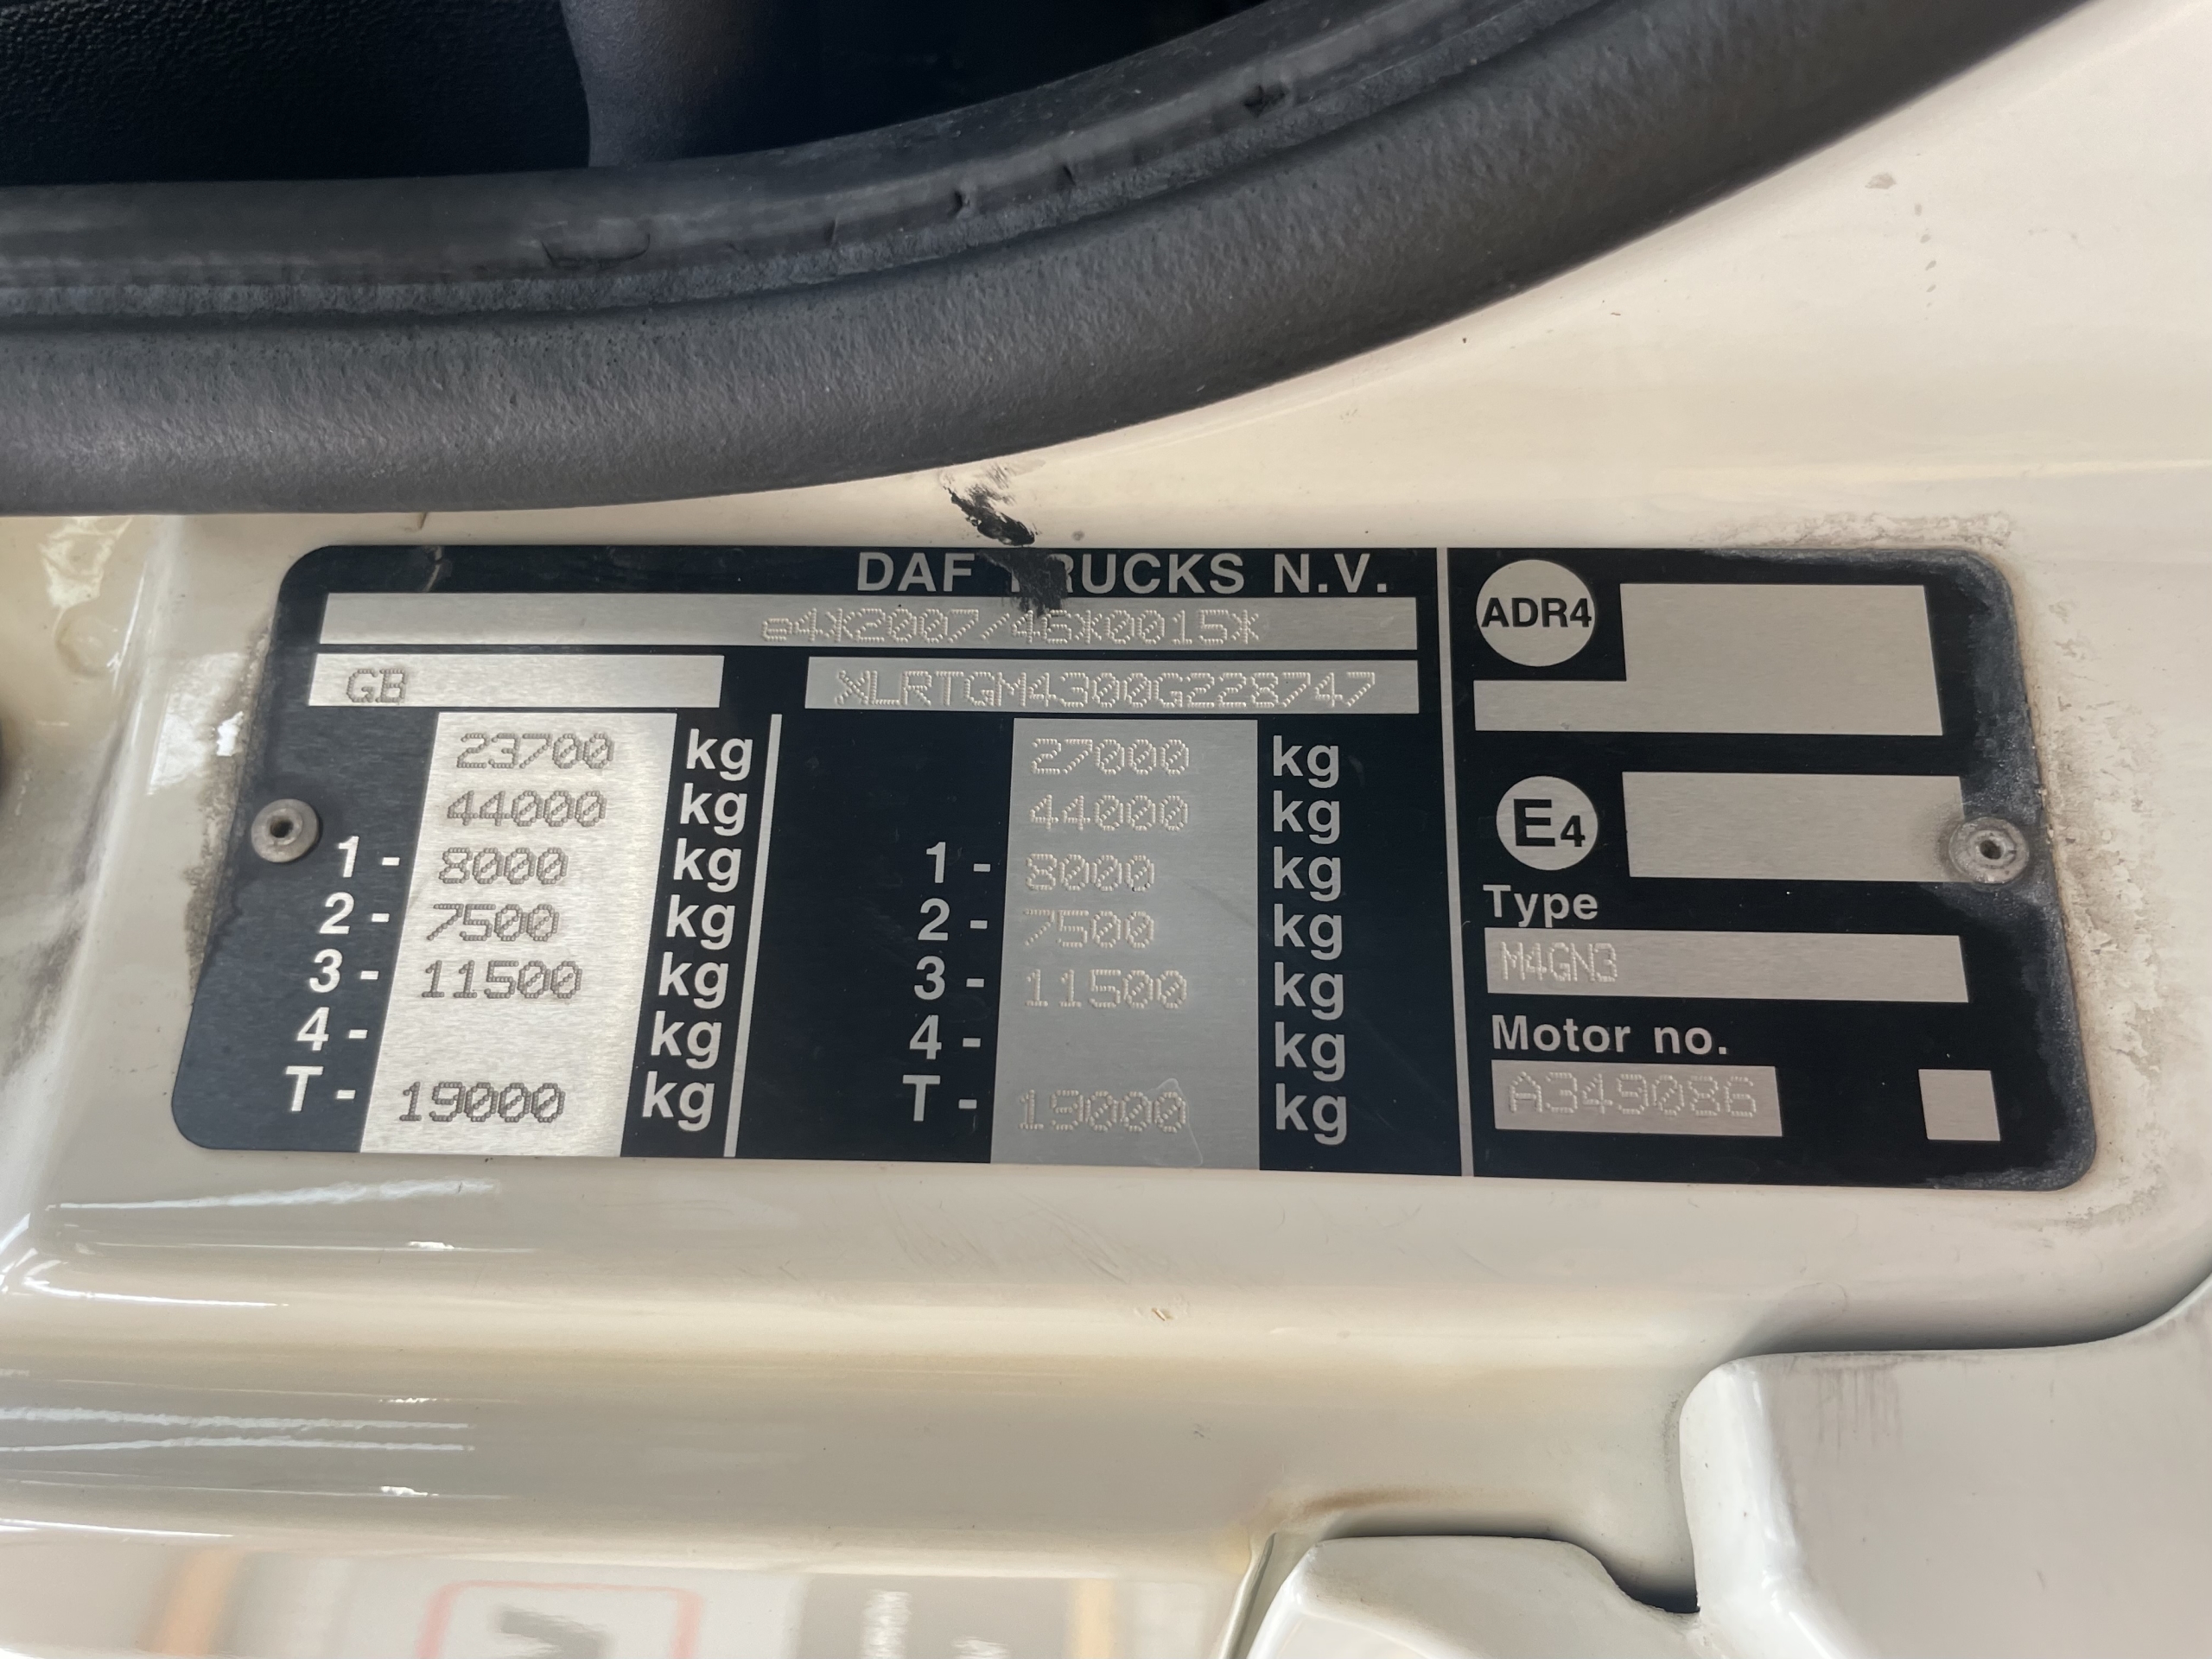 DAF TRUCKS N.V.
e4*2007/46*0015*
GB XLRTGM4300G228747
23700 kg 27000 kg
44000 kg 44000 kg
1- 8000 kg 1- 8000 kg
2- 7500 kg 2- 7500 kg
3- 11500 kg 3- 11500 kg
4- kg 4- kg
T- 19000 kg T- 19000 kg
ADR4
E4
Type
M4GN3
Motor no.
A349086